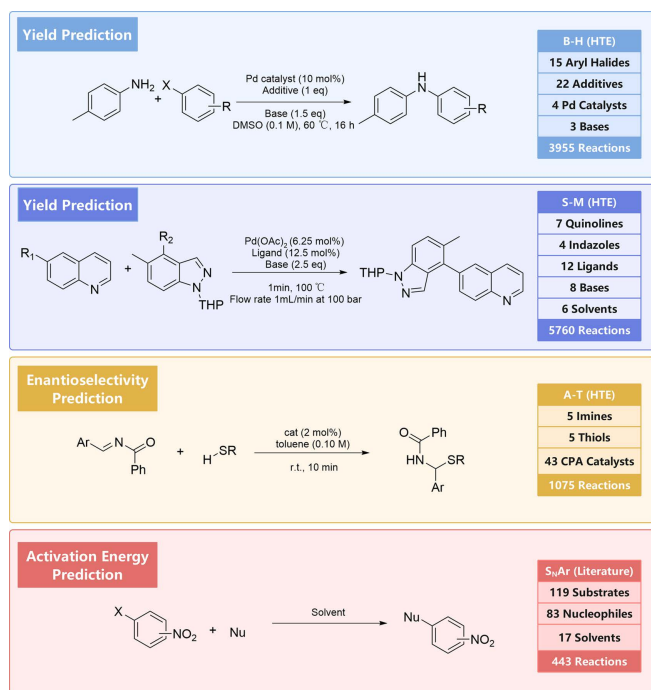 Yield Prediction
NH₂
X
R
+
Pd catalyst (10 mol%)
Additive (1 eq)
Base (1.5 eq)
DMSO (0.1 M), 60 ℃, 16 h
H
N
R
B-H (HTE)
15 Aryl Halides
22 Additives
4 Pd Catalysts
3 Bases
3955 Reactions
Yield Prediction
R₁
N
+
R₂
N
N
THP
Pd(OAc)₂ (6.25 mol%)
Ligand (12.5 mol%)
Base (2.5 eq)
1min, 100 ℃
Flow rate 1mL/min at 100 bar
THP
N
N
N
S-M (HTE)
7 Quinolines
4 Indazoles
12 Ligands
8 Bases
6 Solvents
5760 Reactions
Enantioselectivity
Prediction
Ar
N
O
Ph
+
H
SR
cat (2 mol%)
toluene (0.10 M)
r.t., 10 min
O
Ph
HN
SR
Ar
A-T (HTE)
5 Imines
5 Thiols
43 CPA Catalysts
1075 Reactions
Activation Energy
Prediction
X
NO₂
+
Nu
Solvent
Nu
NO₂
SₙAr (Literature)
119 Substrates
83 Nucleophiles
17 Solvents
443 Reactions